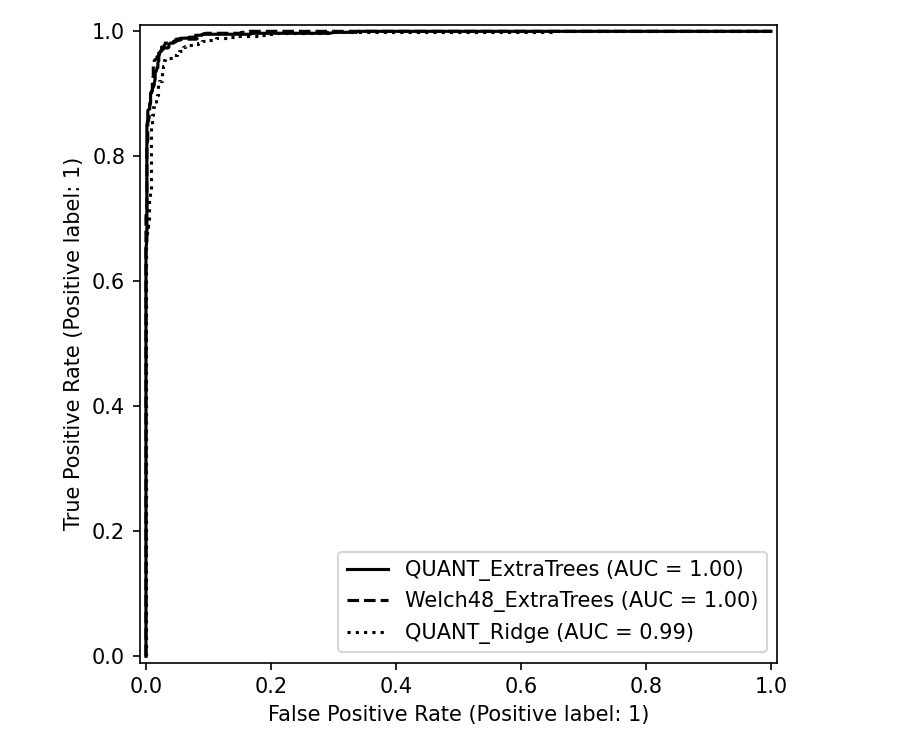 True Positive Rate (Positive label: 1)
1.0
0.8
0.6
0.4
0.2
0.0
QUANT_ExtraTrees (AUC = 1.00)
Welch48_ExtraTrees (AUC = 1.00)
QUANT_Ridge (AUC = 0.99)
0.0 0.2 0.4 0.6 0.8 1.0
False Positive Rate (Positive label: 1)